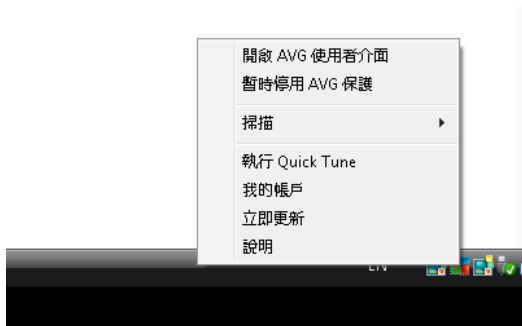 開啟 AVG 使用者介面
暫時停用 AVG 保護
掃描
執行 Quick Tune
我的帳戶
立即更新
說明
EN